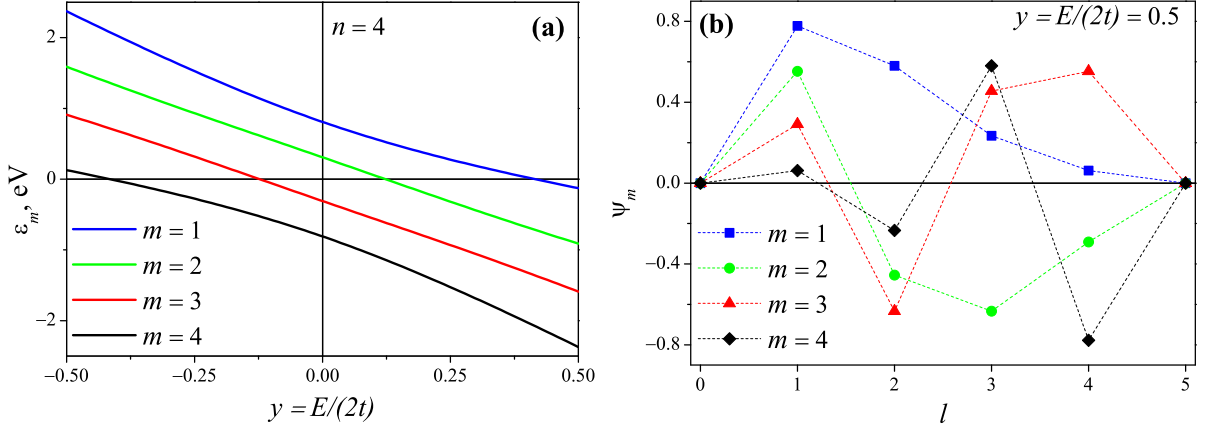 n = 4
(a)
2
0
−2
ε_m, eV
m = 1
m = 2
m = 3
m = 4
−0.50
−0.25
0.00
0.25
0.50
y = E/(2t)
(b)
y = E/(2t) = 0.5
0.8
0.4
0.0
−0.4
−0.8
ψ_m
m = 1
m = 2
m = 3
m = 4
0
1
2
3
4
5
l